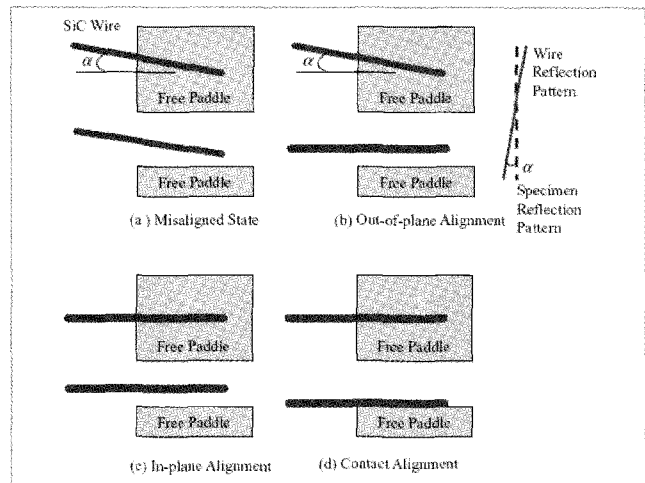 SiC Wire
α
Free Paddle
Free Paddle
(a ) Misaligned State
α
Free Paddle
Free Paddle
(b) Out-of-plane Alignment
Wire
Reflection
Pattern
α
Specimen
Reflection
Pattern
Free Paddle
Free Paddle
(c) In-plane Alignment
Free Paddle
Free Paddle
(d) Contact Alignment